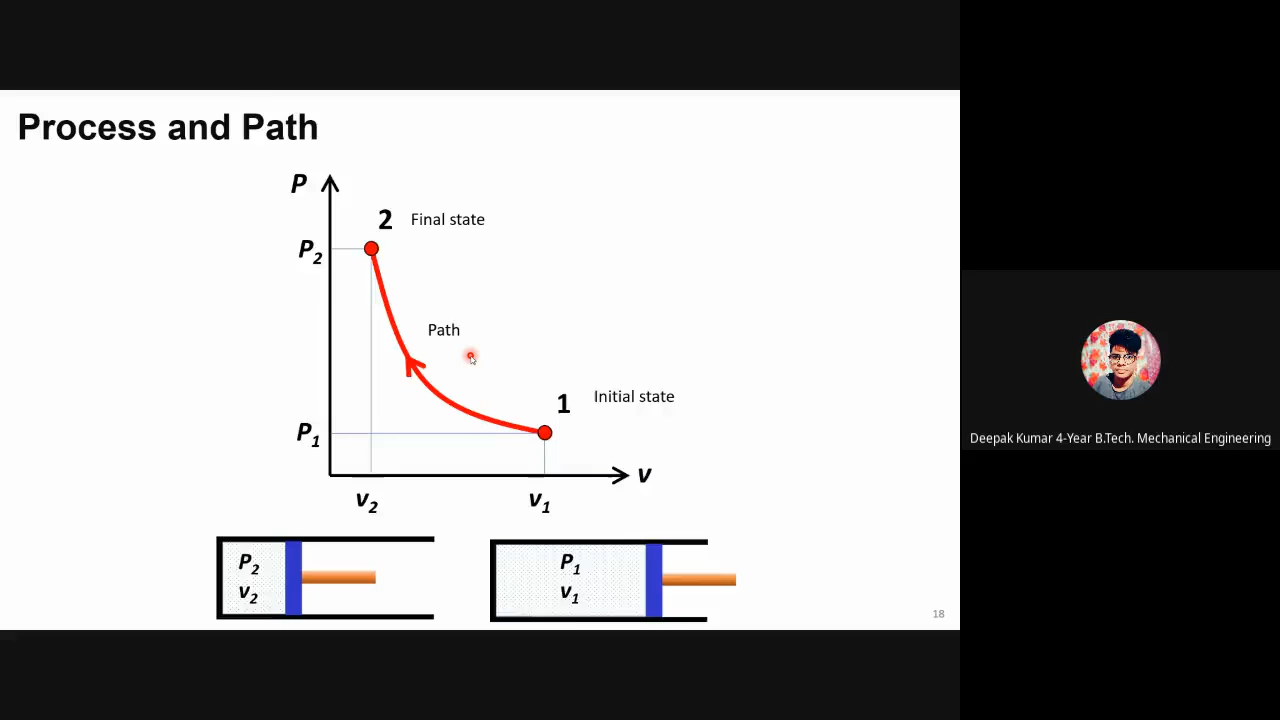 Process and Path
P
2 Final state
P2
Path
1 Initial state
P1
v
v2 v1
P2
v2
P1
v1
18
Deepak Kumar 4-Year B.Tech. Mechanical Engineering